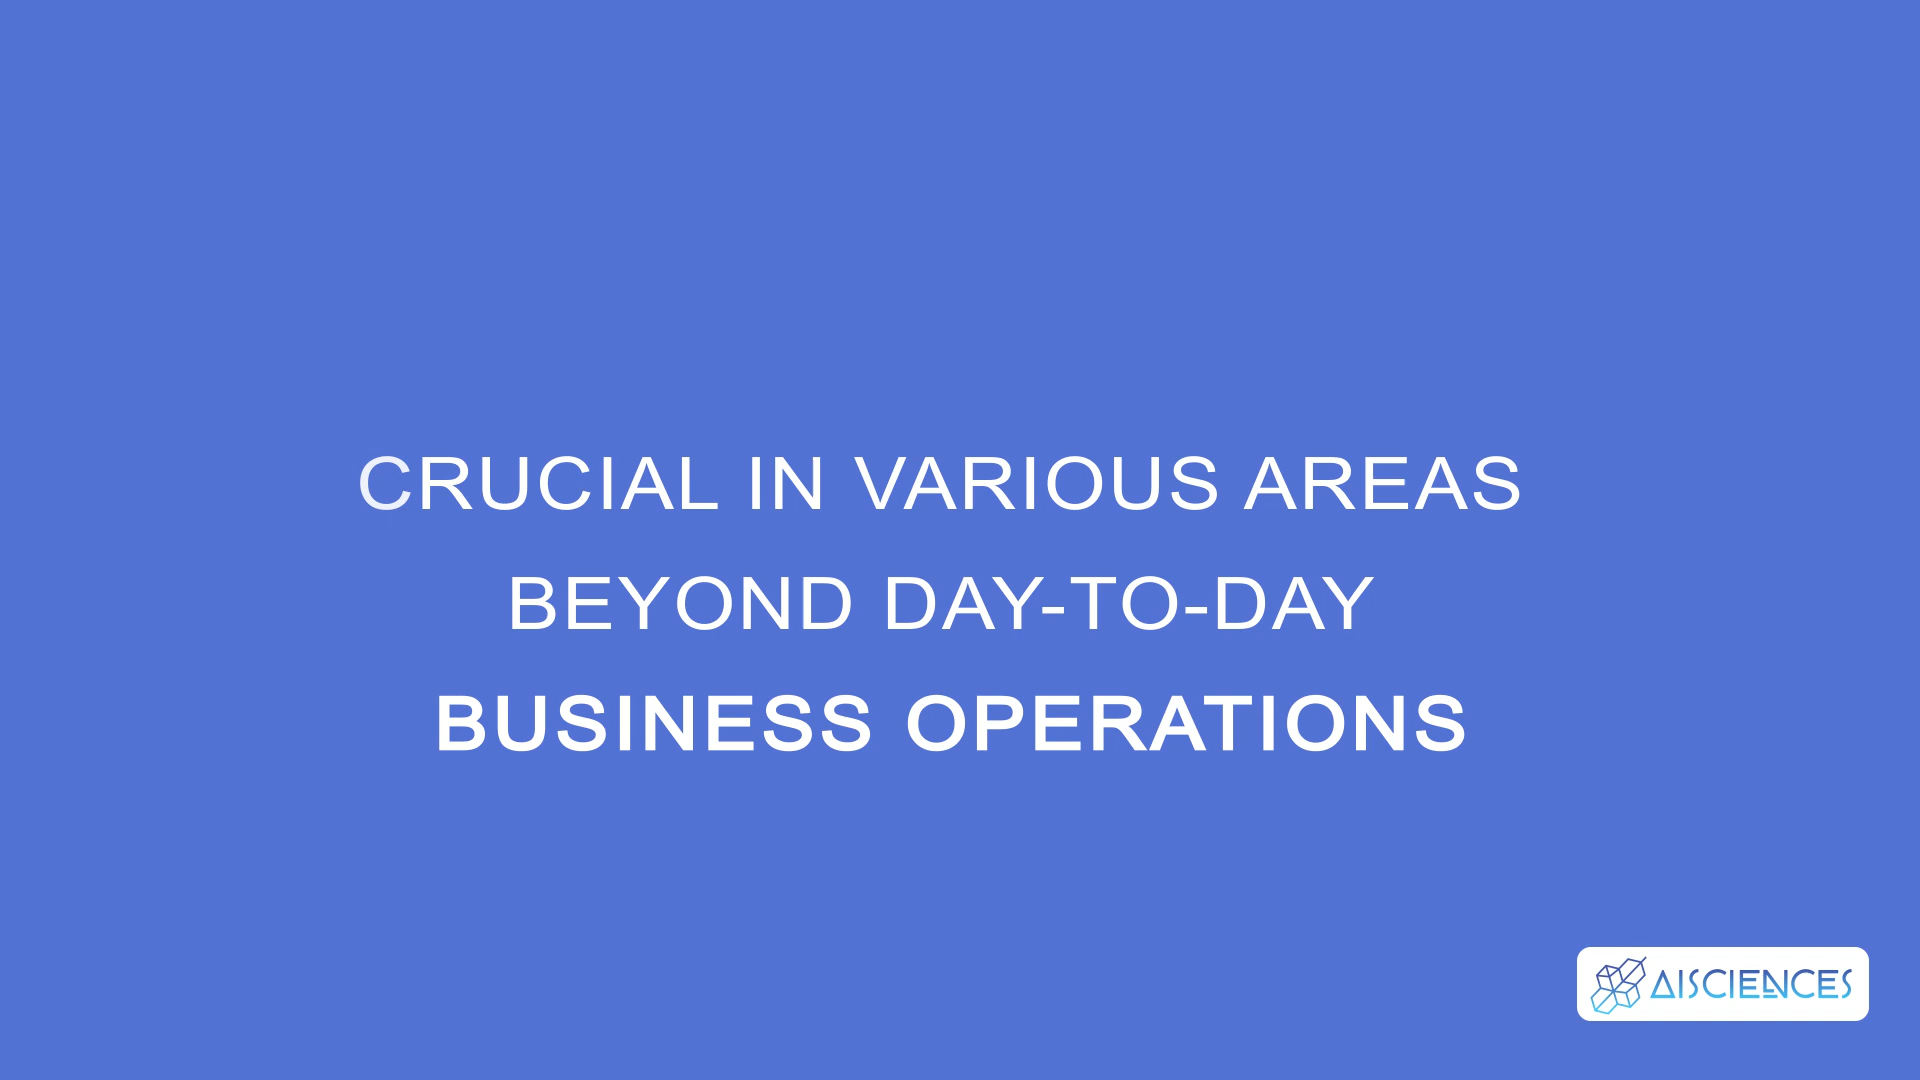 CRUCIAL IN VARIOUS AREAS
BEYOND DAY-TO-DAY
BUSINESS OPERATIONS
AISCIENCES